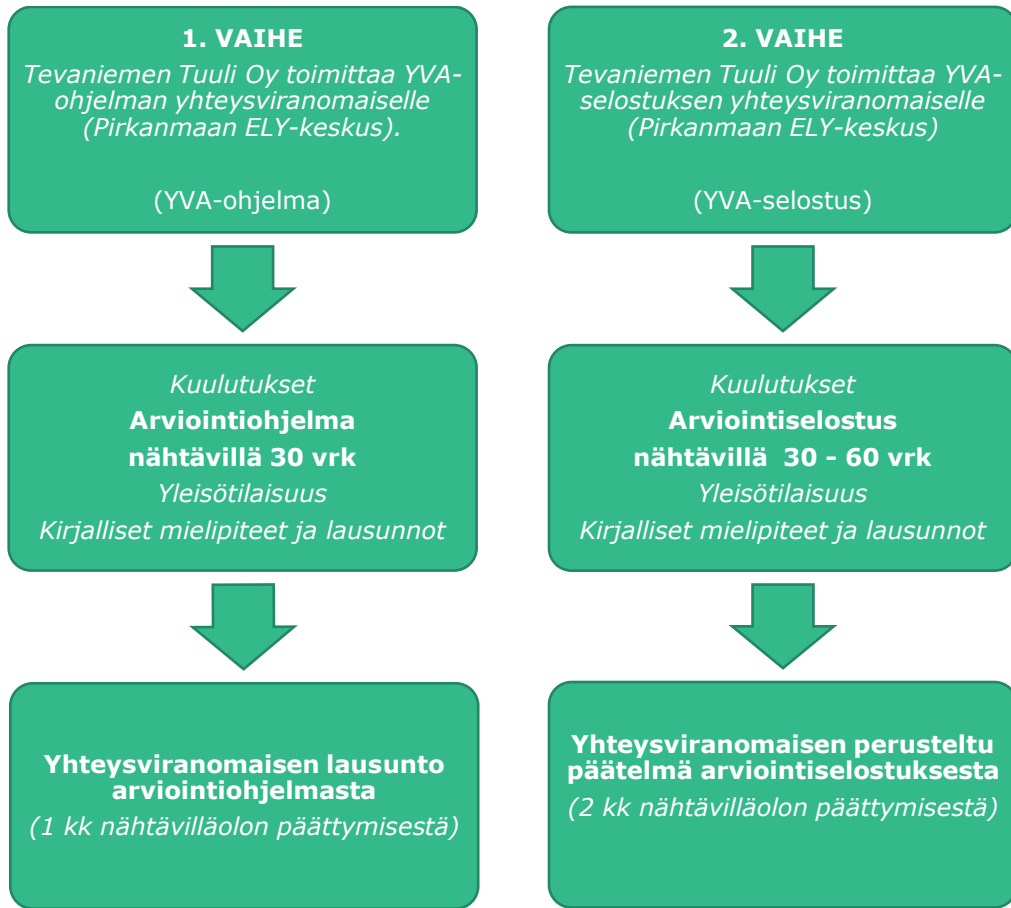 1. VAIHE
Tevaniemen Tuuli Oy toimittaa YVA-
ohjelman yhteysviranomaiselle
(Pirkanmaan ELY-keskus).
(YVA-ohjelma)
Kuulutukset
Arviointiohjelma
nähtävillä 30 vrk
Yleisötilaisuus
Kirjalliset mielipiteet ja lausunnot
Yhteysviranomaisen lausunto
arviointiohjelmasta
(1 kk nähtävilläolon päättymisestä)
2. VAIHE
Tevaniemen Tuuli Oy toimittaa YVA-
selostuksen yhteysviranomaiselle
(Pirkanmaan ELY-keskus)
(YVA-selostus)
Kuulutukset
Arviointiselostus
nähtävillä 30 – 60 vrk
Yleisötilaisuus
Kirjalliset mielipiteet ja lausunnot
Yhteysviranomaisen perusteltu
päätelmä arviointiselostuksesta
(2 kk nähtävilläolon päättymisestä)